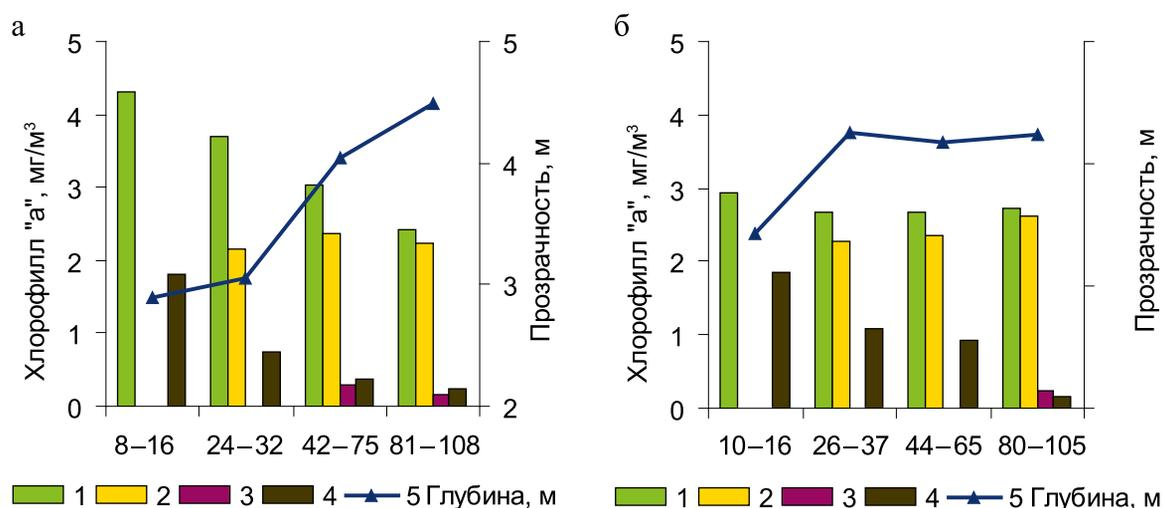 а
Хлорофилл "а", мг/м³
5
4
3
2
1
0
5
4
3
2
Прозрачность, м
8–16 24–32 42–75 81–108
1 2 3 4 5 Глубина, м
б
Хлорофилл "а", мг/м³
5
4
3
2
1
0
Прозрачность, м
10–16 26–37 44–65 80–105
1 2 3 4 5 Глубина, м